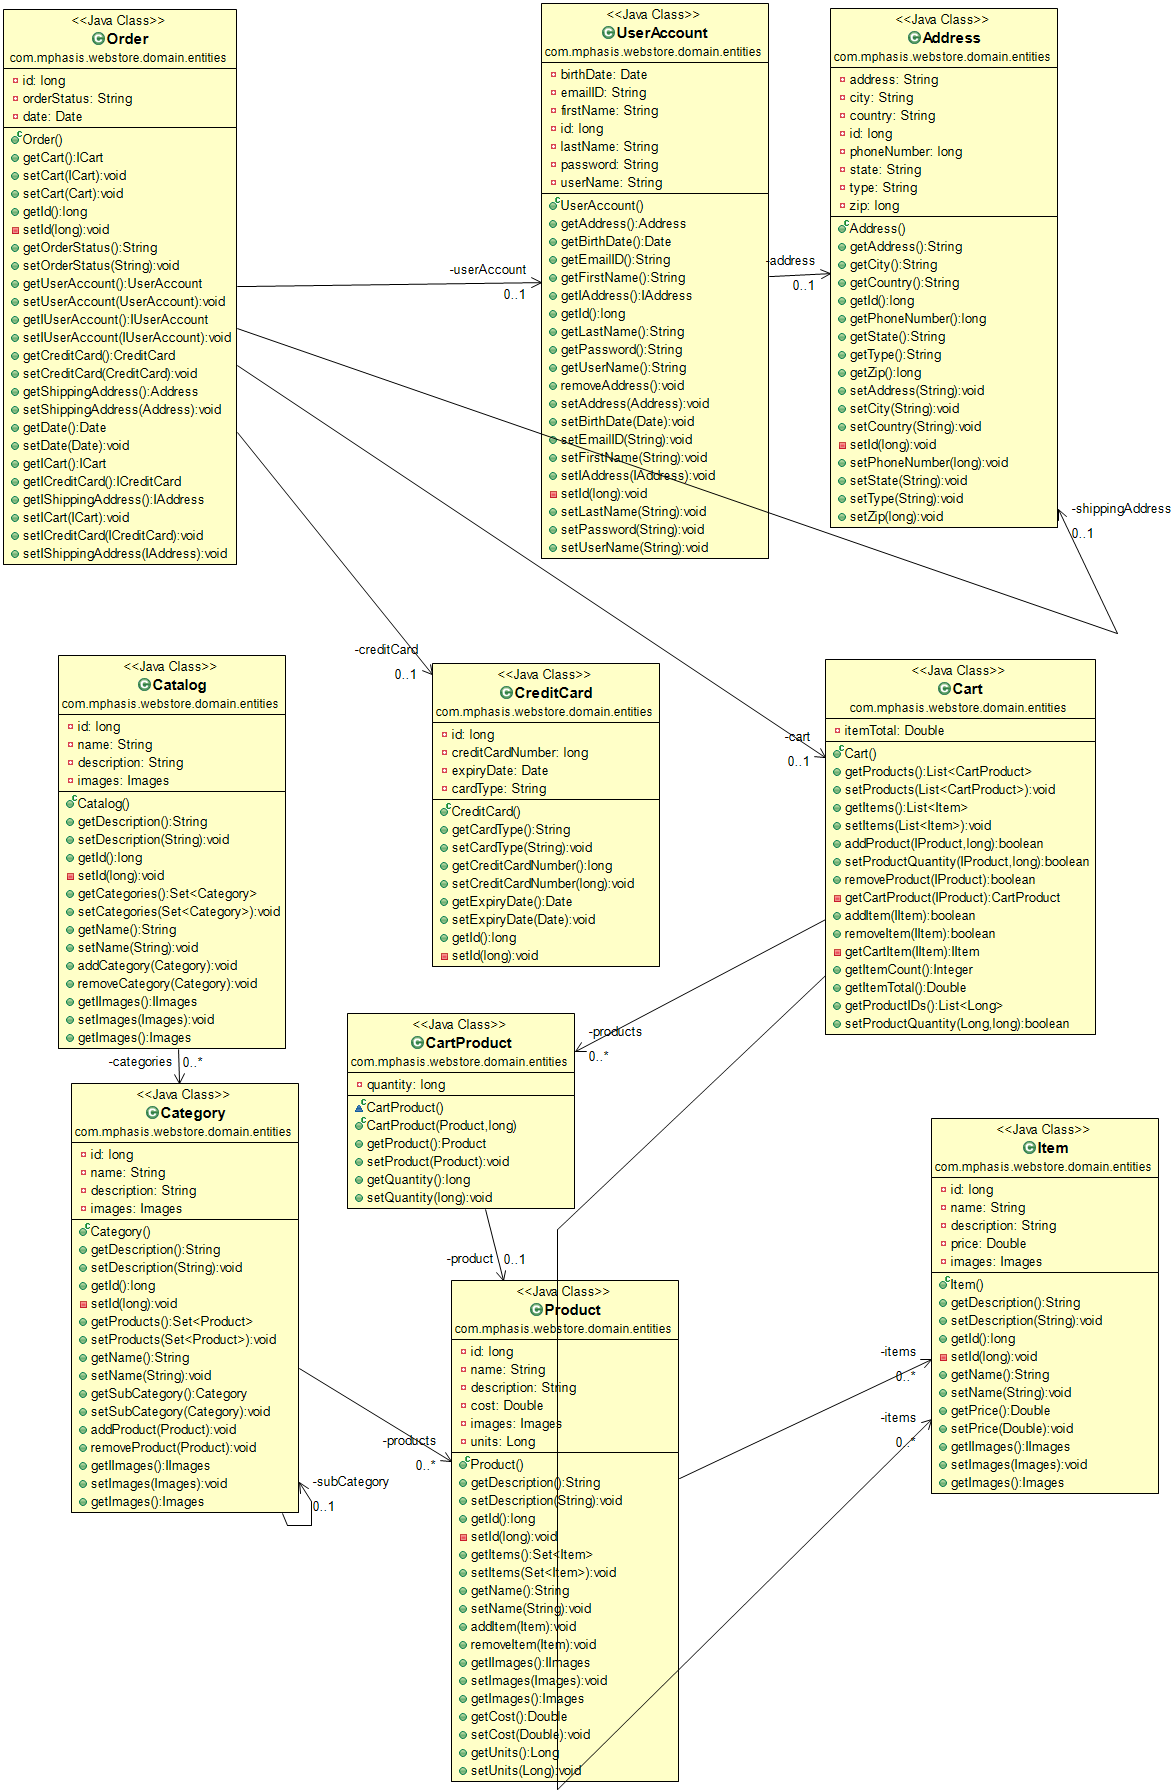 <<Java Class>>
Order
com.mphasis.webstore.domain.entities
id: long
orderStatus: String
date: Date
Order()
getCart():ICart
setCart(ICart):void
setCart(Cart):void
getId():long
setId(long):void
getOrderStatus():String
setOrderStatus(String):void
getUserAccount():UserAccount
setUserAccount(UserAccount):void
getIUserAccount():IUserAccount
setIUserAccount(IUserAccount):void
getCreditCard():CreditCard
setCreditCard(CreditCard):void
getShippingAddress():Address
setShippingAddress(Address):void
getDate():Date
setDate(Date):void
getICart():ICart
getICreditCard():ICreditCard
getIShippingAddress():IAddress
setICart(ICart):void
setICreditCard(ICreditCard):void
setIShippingAddress(IAddress):void
-userAccount
0..1
<<Java Class>>
UserAccount
com.mphasis.webstore.domain.entities
birthDate: Date
emailID: String
firstName: String
id: long
lastName: String
password: String
userName: String
UserAccount()
getAddress():Address
getBirthDate():Date
getEmailID():String
getFirstName():String
getIAddress():IAddress
getId():long
getLastName():String
getPassword():String
getUserName():String
removeAddress():void
setAddress(Address):void
setBirthDate(Date):void
setEmailID(String):void
setFirstName(String):void
setIAddress(IAddress):void
setId(long):void
setLastName(String):void
setPassword(String):void
setUserName(String):void
-address
0..1
<<Java Class>>
Address
com.mphasis.webstore.domain.entities
address: String
city: String
country: String
id: long
phoneNumber: long
state: String
type: String
zip: long
Address()
getAddress():String
getCity():String
getCountry():String
getId():long
getPhoneNumber():long
getState():String
getType():String
getZip():long
setAddress(String):void
setCity(String):void
setCountry(String):void
setId(long):void
setPhoneNumber(long):void
setState(String):void
setType(String):void
setZip(long):void
-shippingAddress
0..1
<<Java Class>>
Catalog
com.mphasis.webstore.domain.entities
id: long
name: String
description: String
images: Images
Catalog()
getDescription():String
setDescription(String):void
getId():long
setId(long):void
getCategories():Set<Category>
setCategories(Set<Category>):void
getName():String
setName(String):void
addCategory(Category):void
removeCategory(Category):void
getIImages():IImages
setImages(Images):void
getImages():Images
-creditCard
0..1
<<Java Class>>
CreditCard
com.mphasis.webstore.domain.entities
id: long
creditCardNumber: long
expiryDate: Date
cardType: String
CreditCard()
getCardType():String
setCardType(String):void
getCreditCardNumber():long
setCreditCardNumber(long):void
getExpiryDate():Date
setExpiryDate(Date):void
getId():long
setId(long):void
-cart
0..1
<<Java Class>>
Cart
com.mphasis.webstore.domain.entities
itemTotal: Double
Cart()
getProducts():List<CartProduct>
setProducts(List<CartProduct>):void
getItems():List<Item>
setItems(List<Item>):void
addProduct(IProduct,long):boolean
setProductQuantity(IProduct,long):boolean
removeProduct(IProduct):boolean
getCartProduct(IProduct):CartProduct
addItem(IItem):boolean
removeItem(IItem):boolean
getCartItem(IItem):IItem
getItemCount():Integer
getItemTotal():Double
getProductIDs():List<Long>
setProductQuantity(Long,long):boolean
-categories
0..*
<<Java Class>>
Category
com.mphasis.webstore.domain.entities
id: long
name: String
description: String
images: Images
Category()
getDescription():String
setDescription(String):void
getId():long
setId(long):void
getProducts():Set<Product>
setProducts(Set<Product>):void
getName():String
setName(String):void
getSubCategory():Category
setSubCategory(Category):void
addProduct(Product):void
removeProduct(Product):void
getIImages():IImages
setImages(Images):void
getImages():Images
-subCategory
0..1
-products
0..*
<<Java Class>>
CartProduct
com.mphasis.webstore.domain.entities
quantity: long
CartProduct()
CartProduct(Product,long)
getProduct():Product
setProduct(Product):void
getQuantity():long
setQuantity(long):void
-product
0..1
-products
0..*
<<Java Class>>
Product
com.mphasis.webstore.domain.entities
id: long
name: String
description: String
cost: Double
images: Images
units: Long
Product()
getDescription():String
setDescription(String):void
getId():long
setId(long):void
getItems():Set<Item>
setItems(Set<Item>):void
getName():String
setName(String):void
addItem(Item):void
removeItem(Item):void
getIImages():IImages
setImages(Images):void
getImages():Images
getCost():Double
setCost(Double):void
getUnits():Long
setUnits(Long):void
-items
0..*
-items
0..*
<<Java Class>>
Item
com.mphasis.webstore.domain.entities
id: long
name: String
description: String
price: Double
images: Images
Item()
getDescription():String
setDescription(String):void
getId():long
setId(long):void
getName():String
setName(String):void
getPrice():Double
setPrice(Double):void
getIImages():IImages
setImages(Images):void
getImages():Images